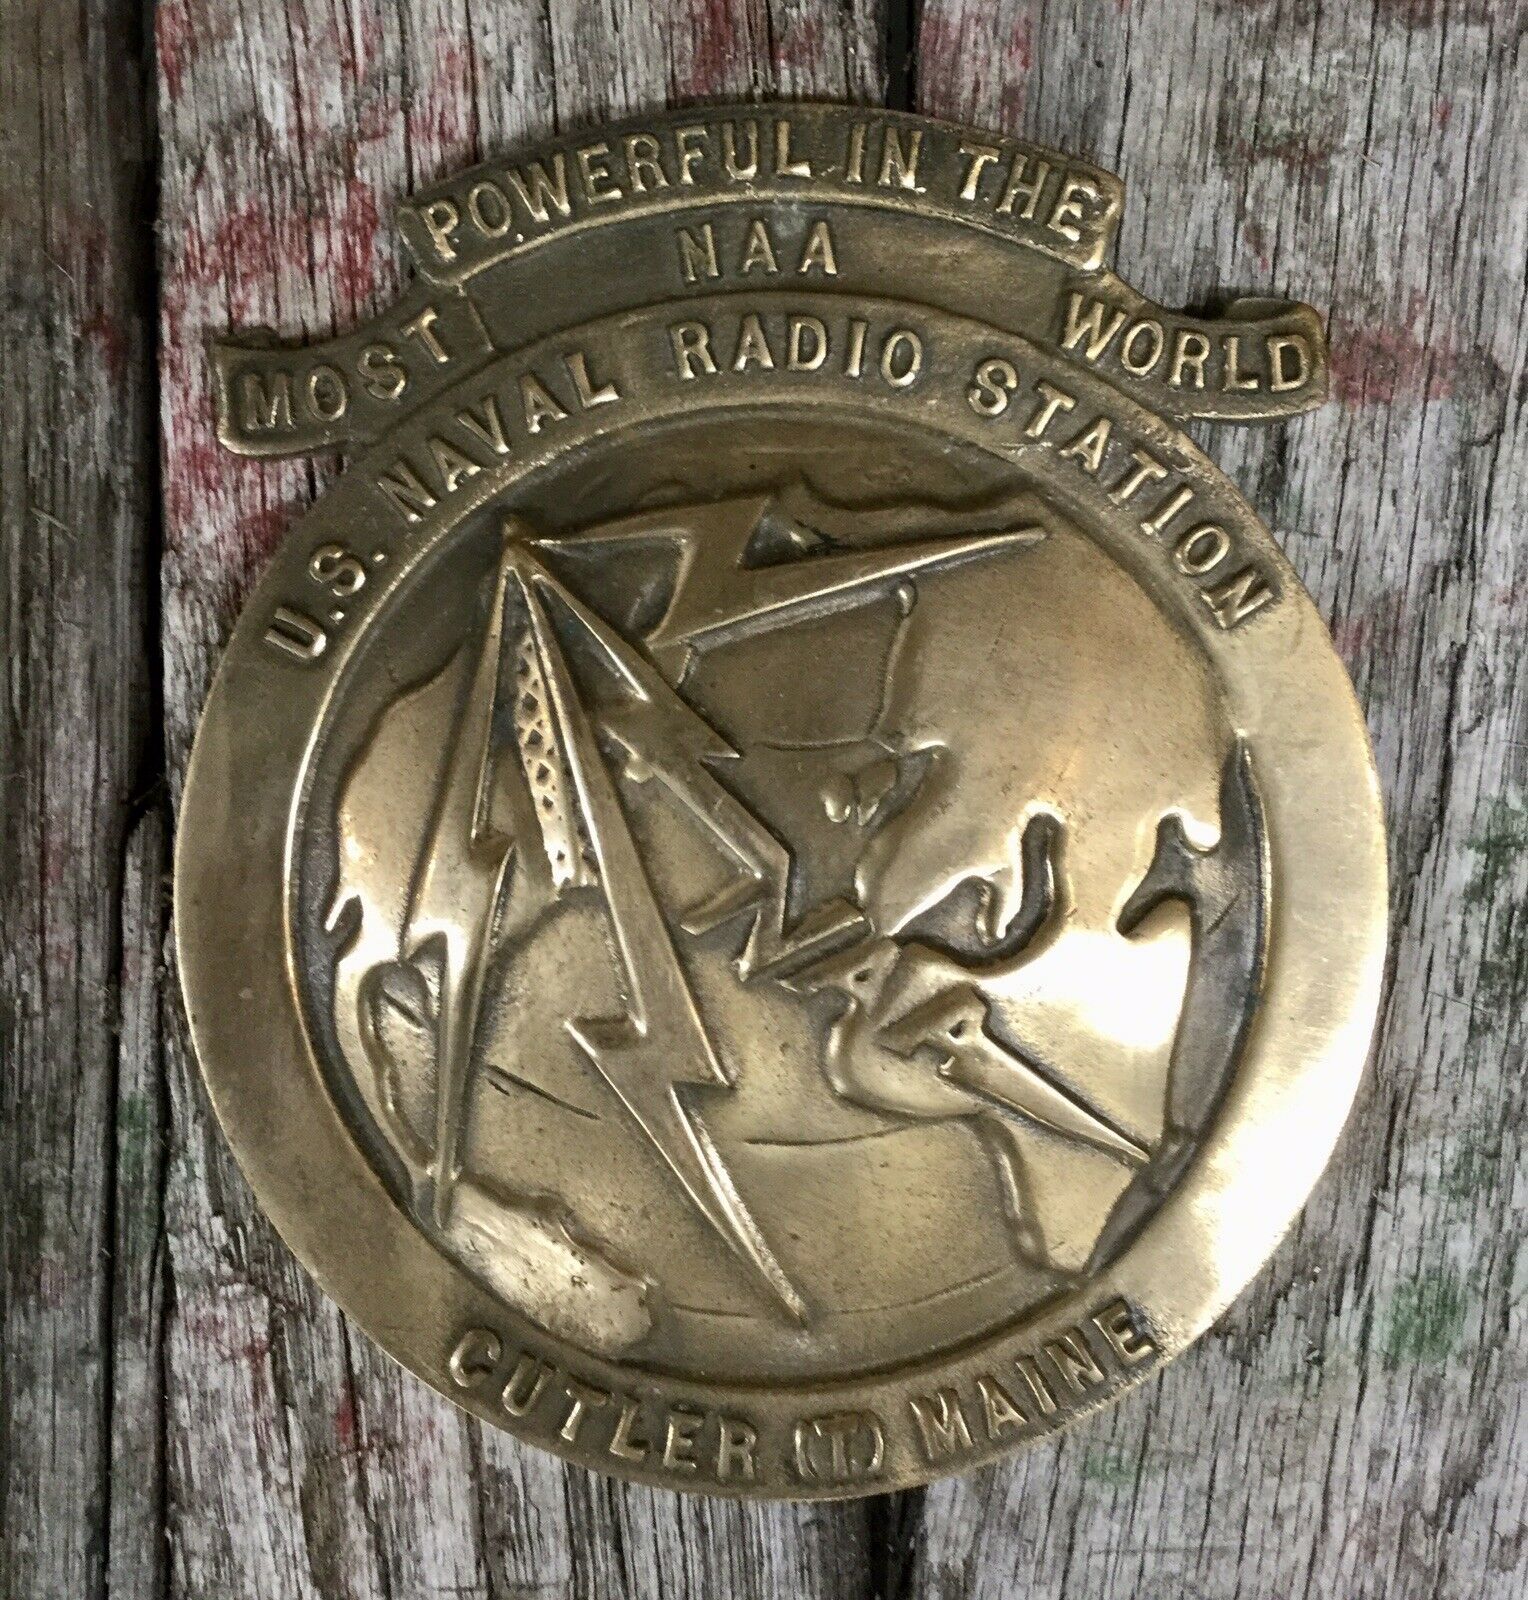 MOST POWERFUL IN THE WORLD
NAA
U.S. NAVAL RADIO STATION
CUTLER (T) MAINE